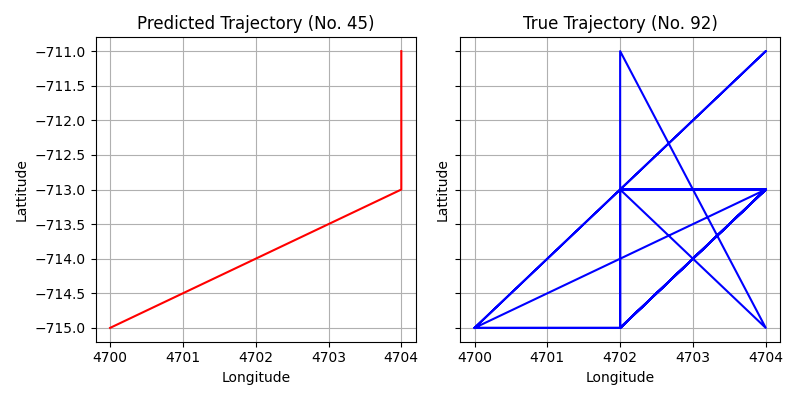 Predicted Trajectory (No. 45)
−711.0
−711.5
−712.0
−712.5
−713.0
−713.5
−714.0
−714.5
−715.0
Lattitude
4700 4701 4702 4703 4704
Longitude
True Trajectory (No. 92)
Lattitude
4700 4701 4702 4703 4704
Longitude